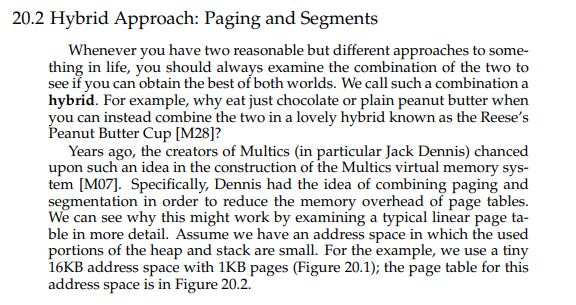 20.2 Hybrid Approach: Paging and Segments
Whenever you have two reasonable but different approaches to some-
thing in life, you should always examine the combination of the two to
see if you can obtain the best of both worlds. We call such a combination a
hybrid. For example, why eat just chocolate or plain peanut butter when
you can instead combine the two in a lovely hybrid known as the Reese's
Peanut Butter Cup [M28]?
Years ago, the creators of Multics (in particular Jack Dennis) chanced
upon such an idea in the construction of the Multics virtual memory sys-
tem [M07]. Specifically, Dennis had the idea of combining paging and
segmentation in order to reduce the memory overhead of page tables.
We can see why this might work by examining a typical linear page ta-
ble in more detail. Assume we have an address space in which the used
portions of the heap and stack are small. For the example, we use a tiny
16KB address space with 1KB pages (Figure 20.1); the page table for this
address space is in Figure 20.2.